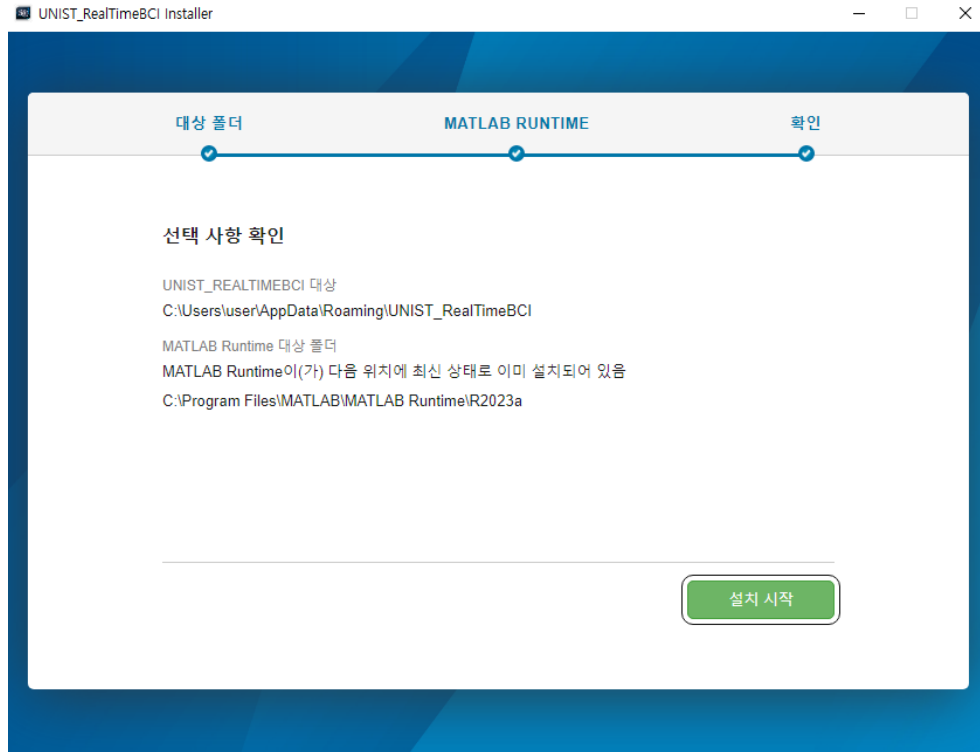 UNIST_RealTimeBCI Installer
대상 폴더
MATLAB RUNTIME
확인
선택 사항 확인
UNIST_REALTIMEBCI 대상
C:\Users\user\AppData\Roaming\UNIST_RealTimeBCI
MATLAB Runtime 대상 폴더
MATLAB Runtime이(가) 다음 위치에 최신 상태로 이미 설치되어 있음
C:\Program Files\MATLAB\MATLAB Runtime\R2023a
설치 시작